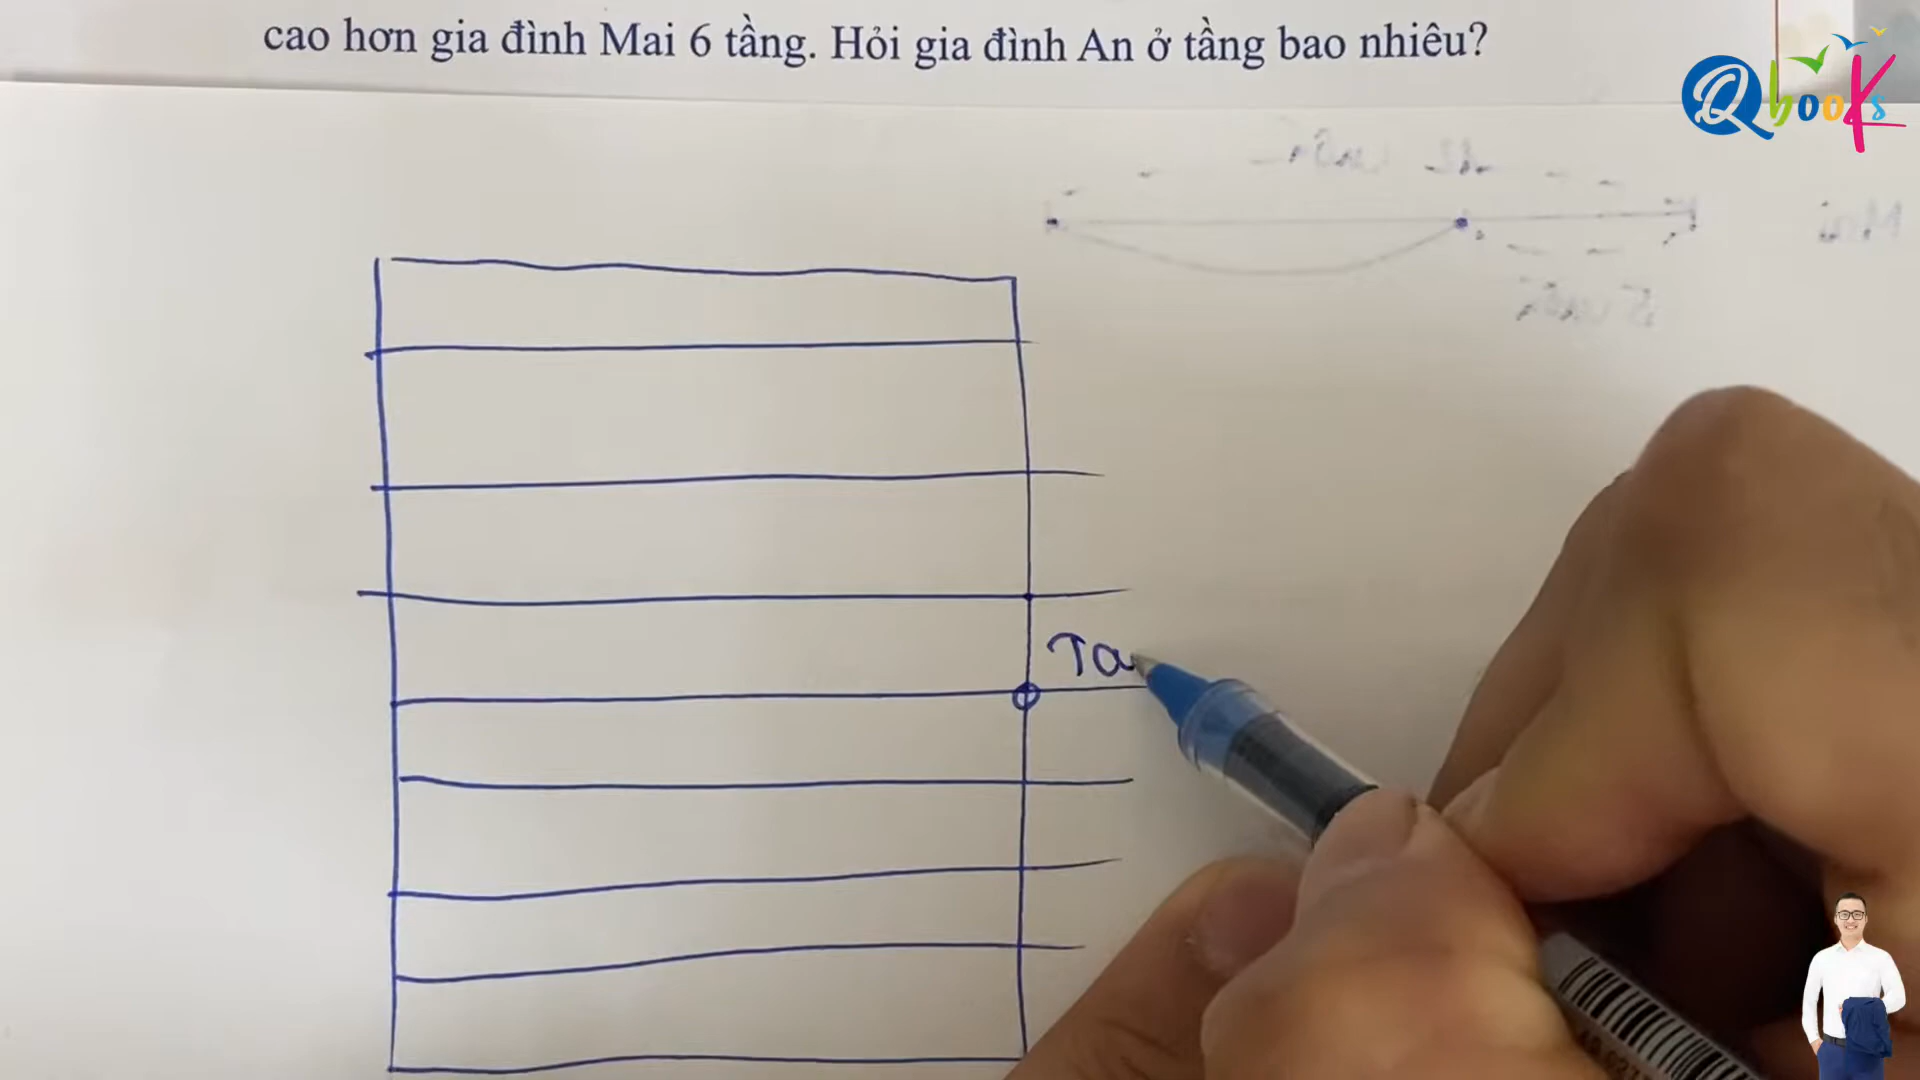 cao hơn gia đình Mai 6 tầng. Hỏi gia đình An ở tầng bao nhiêu?
Qbooks
Ta